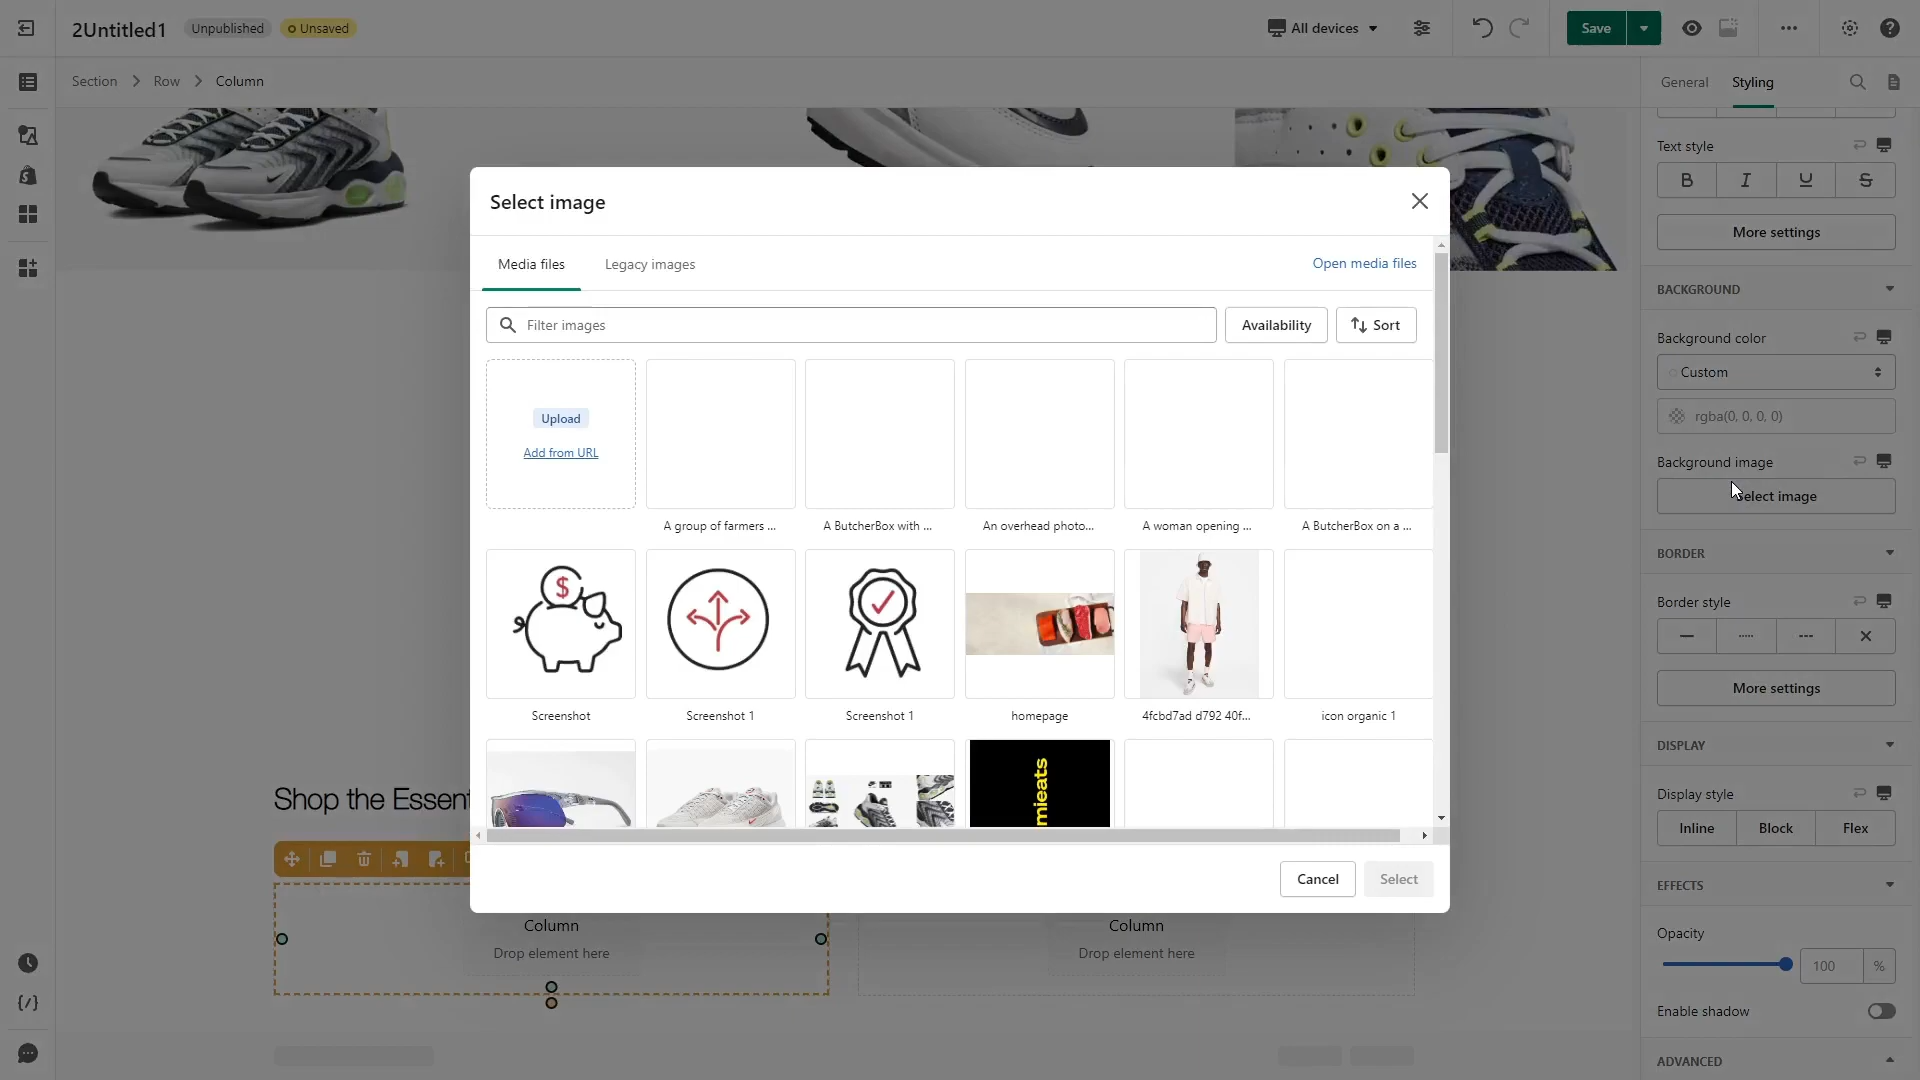 2Untitled1
Unpublished
Unsaved
All devices
Save
Section
Row
Column
General
Styling
Text style
B
I
U
S
More settings
BACKGROUND
Background color
Custom
rgba(0, 0, 0, 0)
Background image
Select image
BORDER
Border style
More settings
DISPLAY
Display style
Inline
Block
Flex
EFFECTS
Opacity
100
%
Enable shadow
ADVANCED
Select image
Media files
Legacy images
Open media files
Filter images
Availability
Sort
Upload
Add from URL
A group of farmers ...
A ButcherBox with ...
An overhead photo...
A woman opening ...
A ButcherBox on a ...
$
Screenshot
Screenshot 1
Screenshot 1
homepage
4fcbd7ad d792 40f...
icon organic 1
mieats
Cancel
Select
Shop the Essent
Column
Drop element here
Column
Drop element here